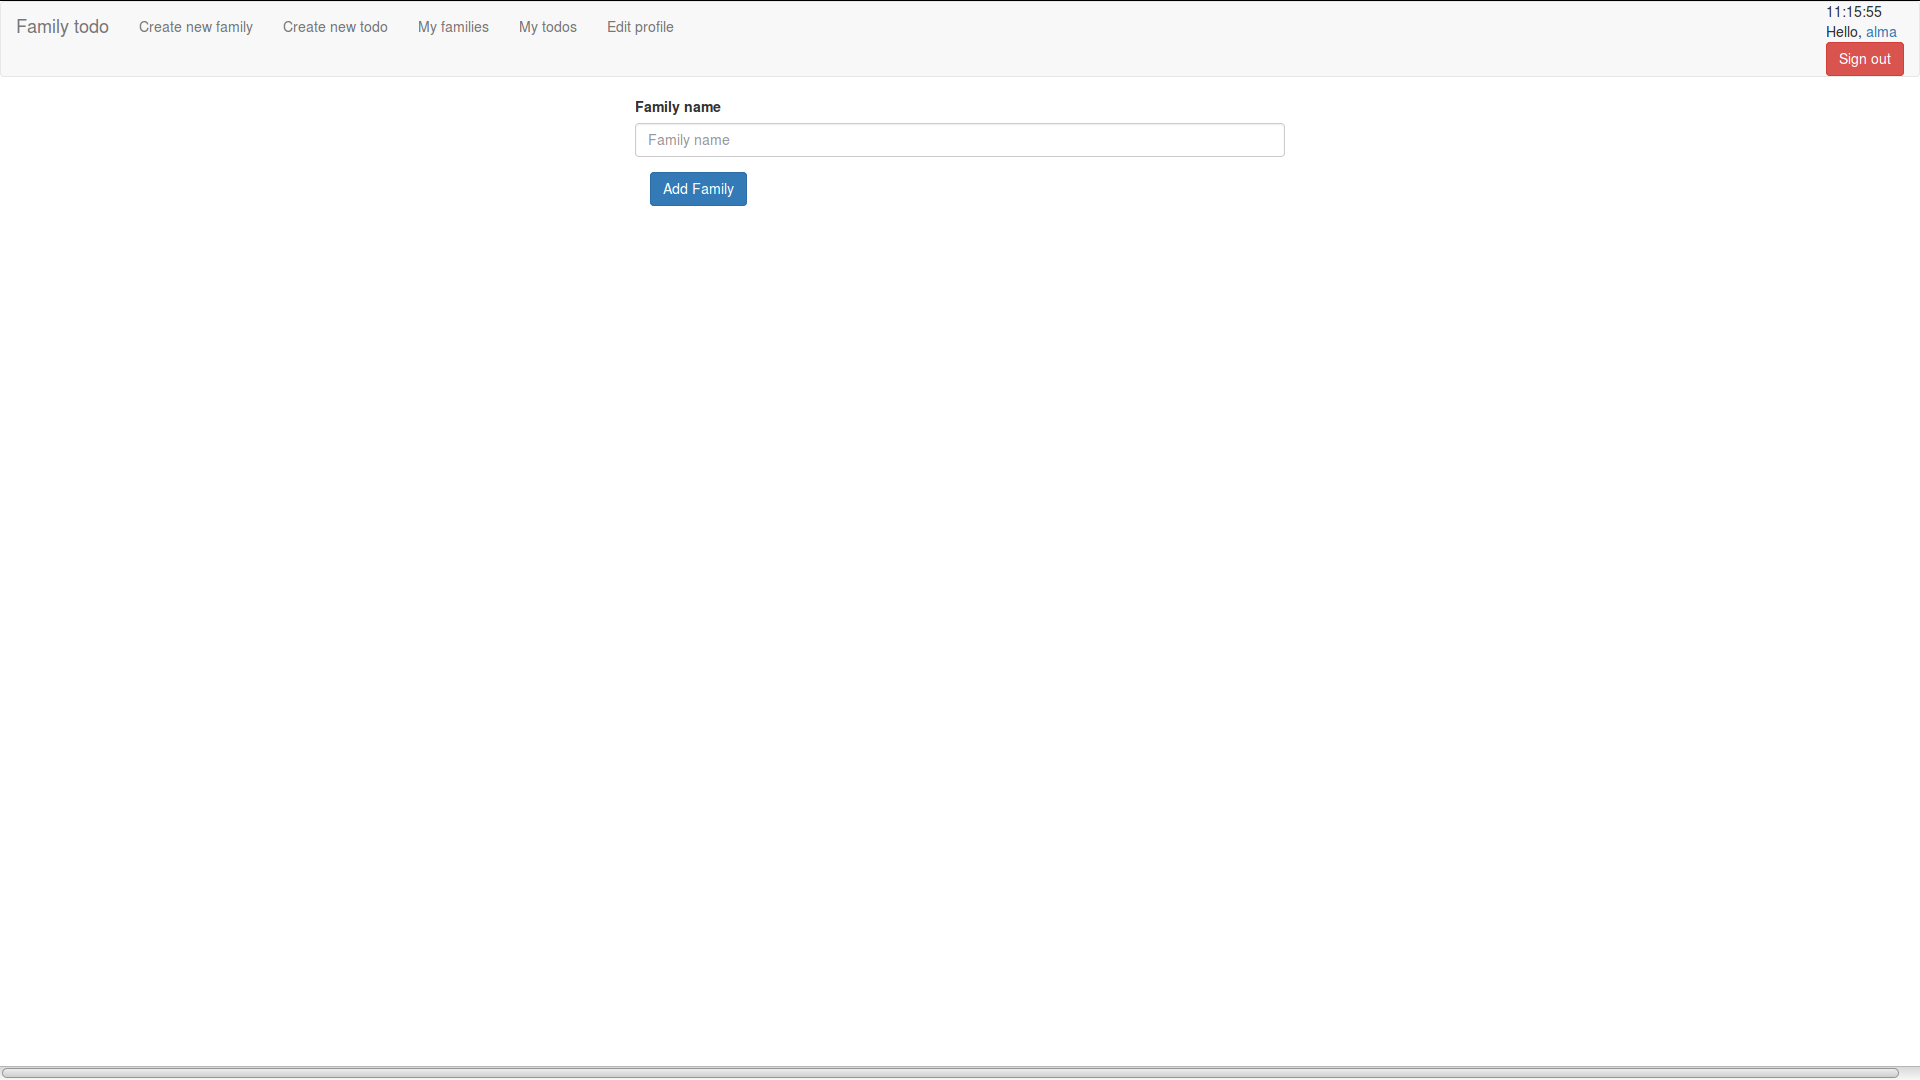 Family todo Create new family Create new todo My families My todos Edit profile
11:15:55
Hello, alma
Sign out
Family name
Family name
Add Family